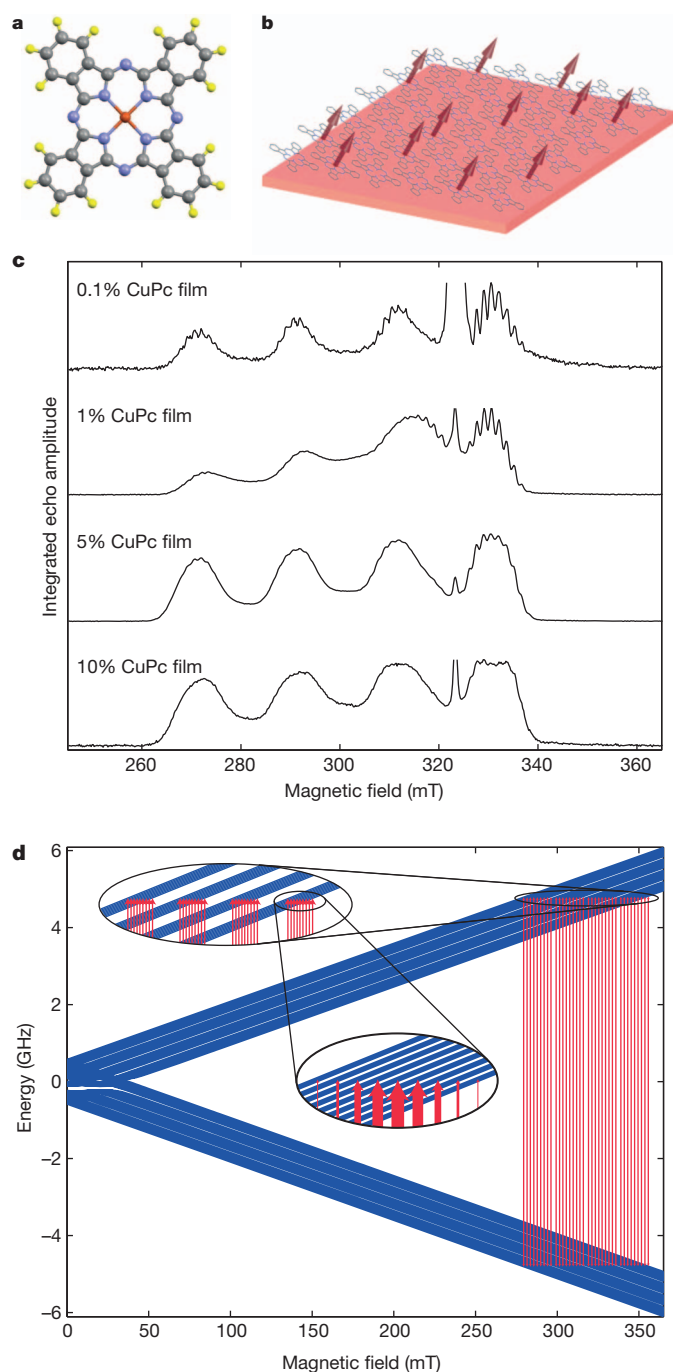 a
b
c
0.1% CuPc film
1% CuPc film
5% CuPc film
10% CuPc film
Integrated echo amplitude
260 280 300 320 340 360
Magnetic field (mT)
d
6
4
2
0
–2
–4
–6
Energy (GHz)
0 50 100 150 200 250 300 350
Magnetic field (mT)